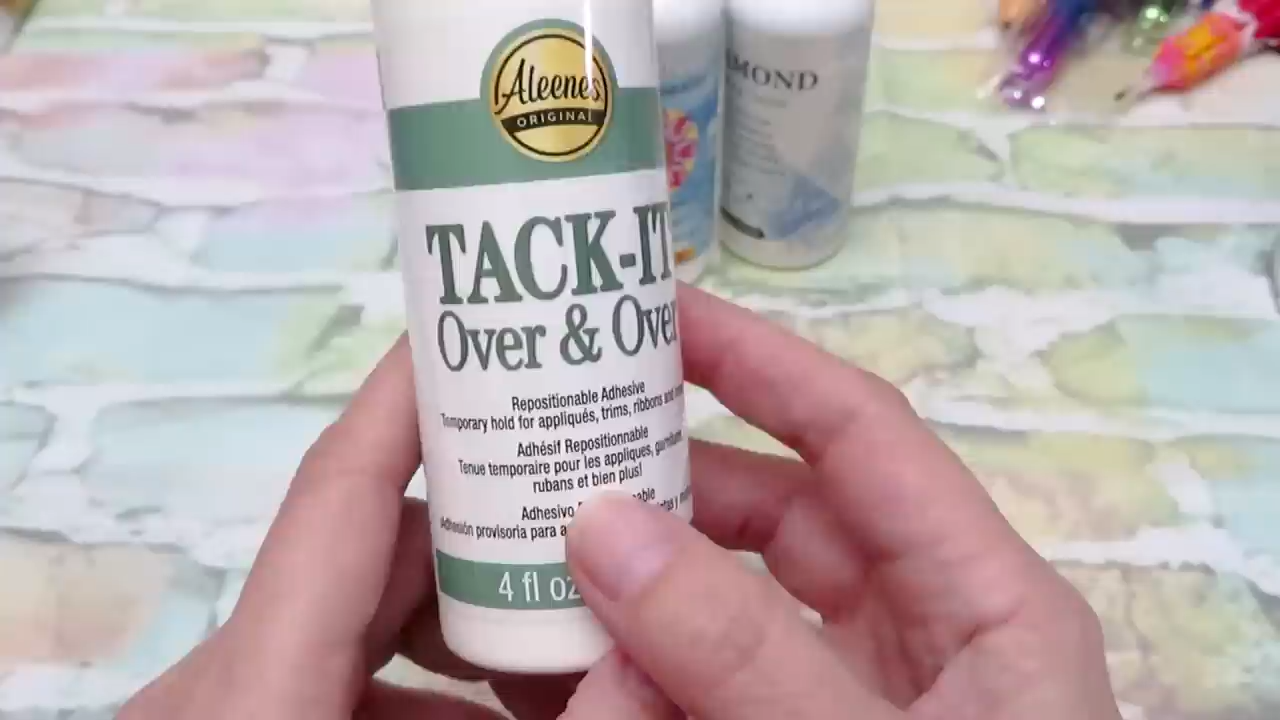 Aleene's
ORIGINAL
TACK-IT
Over & Over
Repositionable Adhesive
Temporary hold for appliqués, trims, ribbons and
Adhésif Repositionnable
Tenue temporaire pour les appliques,
rubans et bien plus!
Adhesivo
Adhesión provisoria para
4 fl oz
MOND